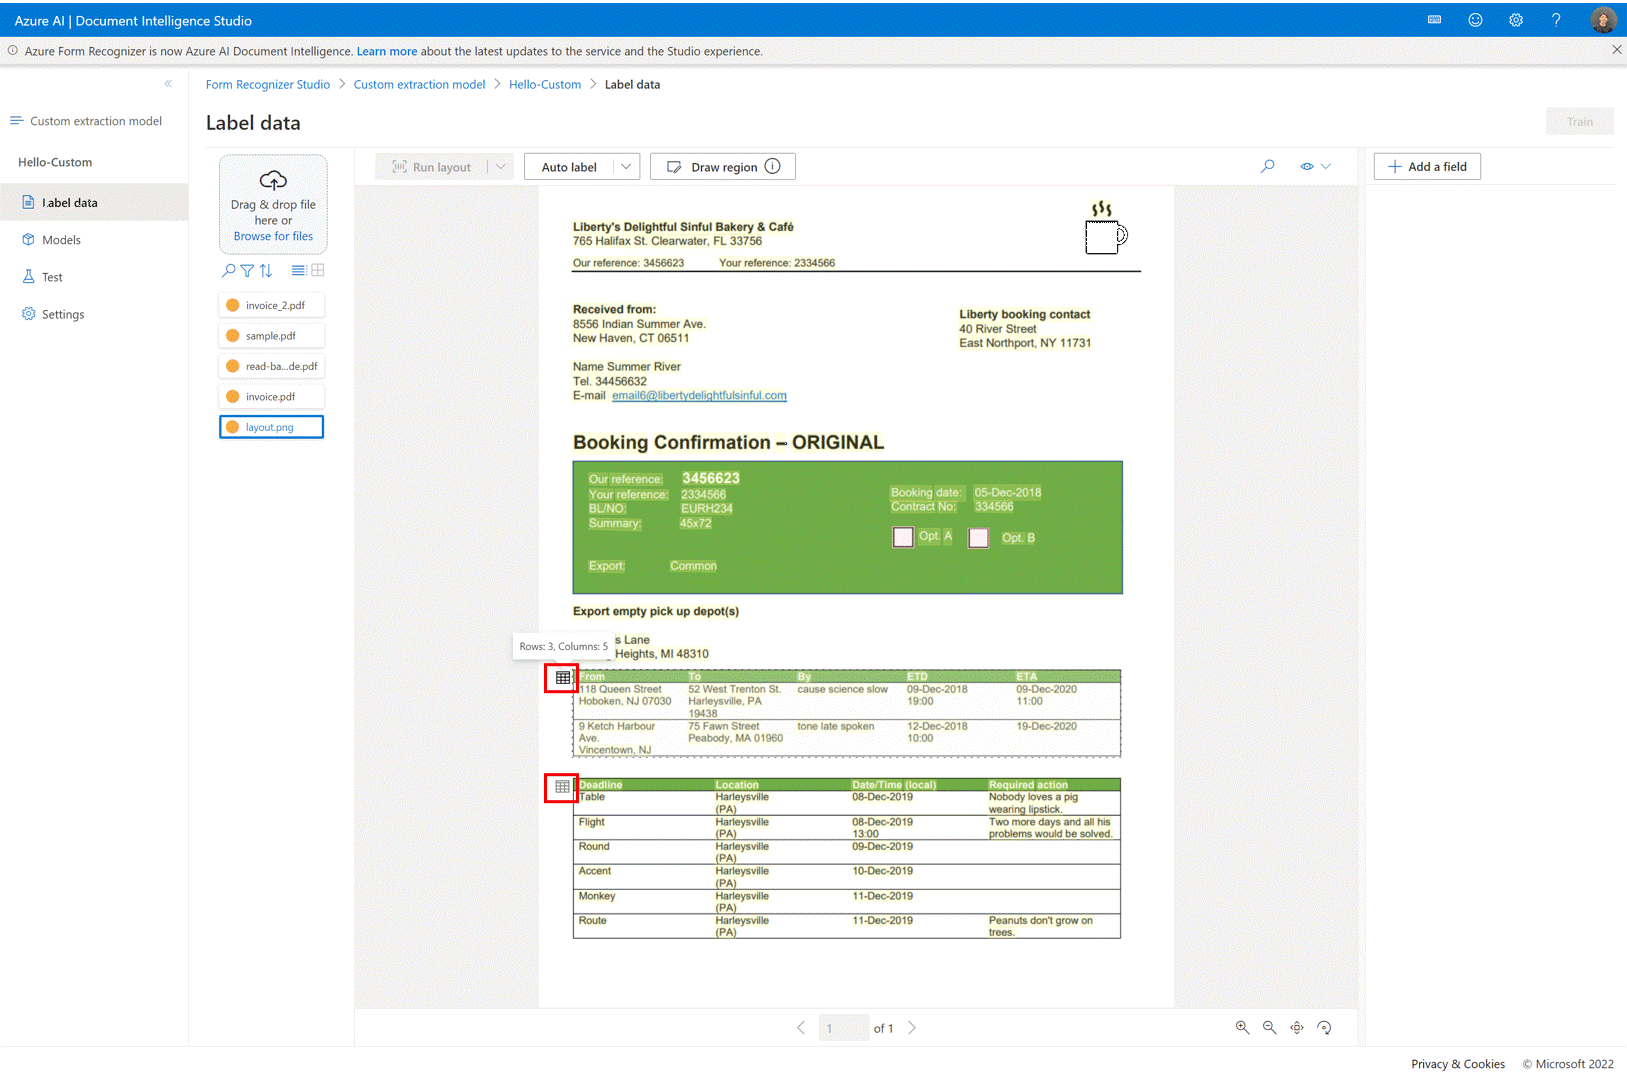 Azure AI | Document Intelligence Studio
Azure Form Recognizer is now Azure AI Document Intelligence. Learn more about the latest updates to the service and the Studio experience.
Form Recognizer Studio > Custom extraction model > Hello-Custom > Label data
Custom extraction model
Label data
Train
Hello-Custom
Label data
Models
Test
Settings
Drag & drop file
here or
Browse for files
invoice_2.pdf
sample.pdf
read-ba...de.pdf
invoice.pdf
layout.png
Run layout
Auto label
Draw region
Add a field
Liberty's Delightful Sinful Bakery & Café
765 Halifax St. Clearwater, FL 33756
Our reference: 3456623 Your reference: 2334566
Received from:
8556 Indian Summer Ave.
New Haven, CT 06511
Liberty booking contact
40 River Street
East Northport, NY 11731
Name Summer River
Tel. 34456632
E-mail email6@libertydelightfulsinful.com
Booking Confirmation – ORIGINAL
Our reference: 3456623
Your reference: 2334566
BL/NO: EURH234
Summary: 45x72
Booking date: 05-Dec-2018
Contract No: 334566
Opt. A Opt. B
Export: Common
Export empty pick up depot(s)
s Lane
Heights, MI 48310
Rows: 3, Columns: 5
From To By ETD ETA
118 Queen Street 52 West Trenton St. cause science slow 09-Dec-2018 09-Dec-2020
Hoboken, NJ 07030 Harleysville, PA 19:00 11:00
19438
9 Ketch Harbour 75 Fawn Street tone late spoken 12-Dec-2018 19-Dec-2020
Ave. Peabody, MA 01960 10:00
Vincentown, NJ
Deadline Location Date/Time (local) Required action
Table Harleysville 08-Dec-2019 Nobody loves a pig
(PA) wearing lipstick.
Flight Harleysville 08-Dec-2019 Two more days and all his
(PA) 13:00 problems would be solved.
Round Harleysville 09-Dec-2019
(PA)
Accent Harleysville 10-Dec-2019
(PA)
Monkey Harleysville 11-Dec-2019
(PA)
Route Harleysville 11-Dec-2019 Peanuts don't grow on
(PA) trees.
1 of 1
Privacy & Cookies © Microsoft 2022